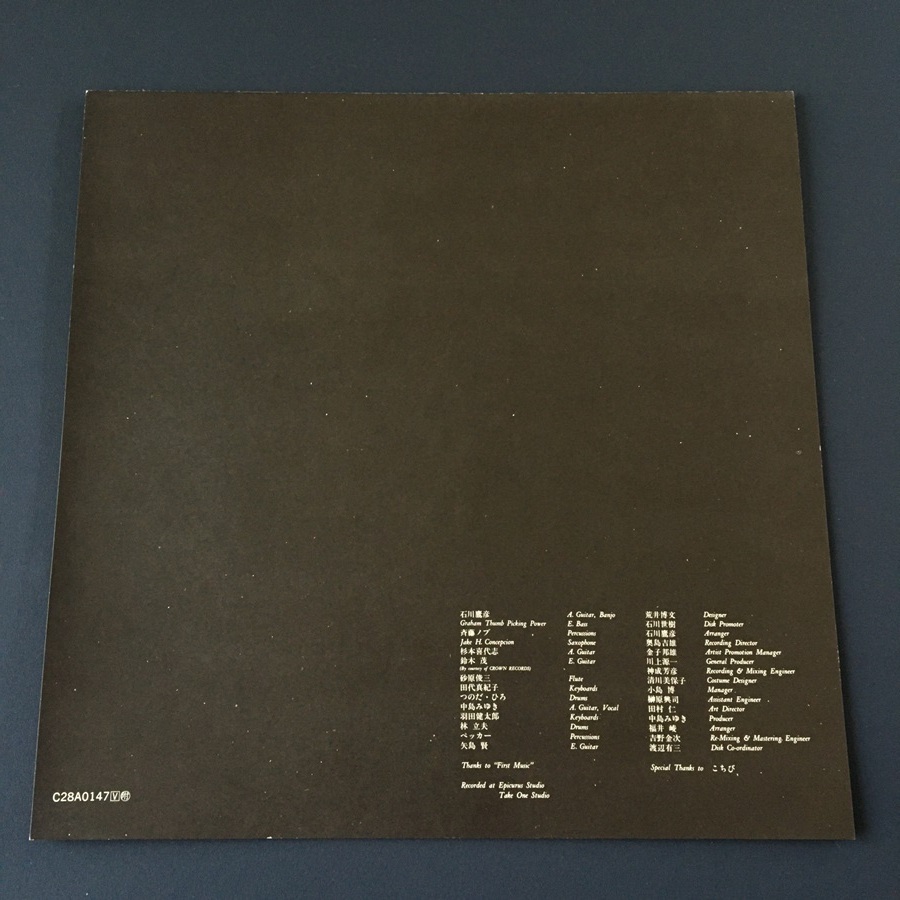 石川鷹彦 A. Guitar, Banjo
Graham Thumb Picking Power E. Bass
斉藤ノブ Percussions
Jake H. Concepcion Saxophone
杉本喜代志 A. Guitar
鈴木 茂 E. Guitar
(By courtesy of CROWN RECORDS)
砂原俊三 Flute
田代真紀子 Keyboards
つのだ・ひろ Drums
中島みゆき A. Guitar, Vocal
羽田健太郎 Keyboards
林 立夫 Drums
ペッカー Percussions
矢島 賢 E. Guitar
Thanks to "First Music"
Recorded at Epicurus Studio
Take One Studio
荒井博文 Designer
石川世樹 Disk Promoter
石川鷹彦 Arranger
奥島吉雄 Recording Director
金子邦雄 Artist Promotion Manager
川上源一 General Producer
神成芳彦 Recording & Mixing Engineer
清川美保子 Costume Designer
小島 博 Manager
榊原典司 Assistant Engineer
田村 仁 Art Director
中島みゆき Producer
福井 峻 Arranger
吉野金次 Re-Mixing & Mastering Engineer
渡辺有三 Disk Co-ordinator
Special Thanks to こちび
C28A0147